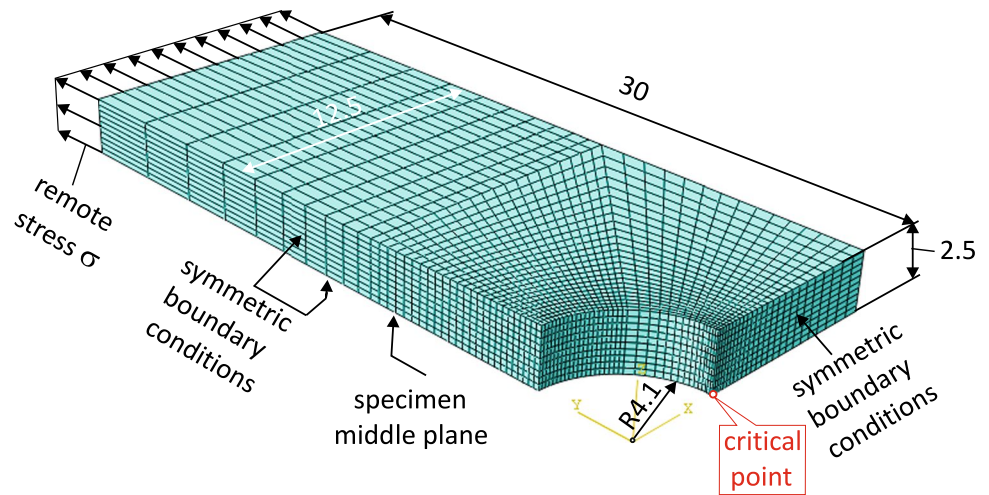 30
12.5
2.5
remote
stress σ
symmetric
boundary
conditions
specimen
middle plane
R4.1
Y
X
critical
point
symmetric
boundary
conditions